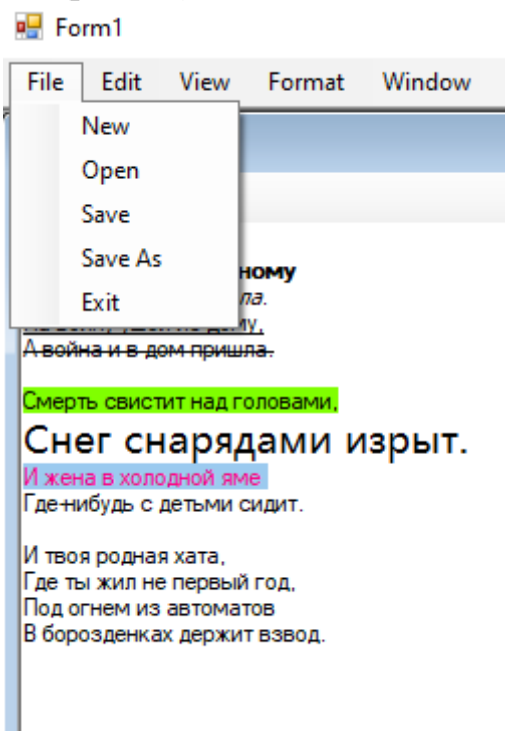 Form1
File Edit View Format Window
New
Open
Save
Save As
Exit
А война и в дом пришла.
Смерть свистит над головами,
Снег снарядами изрыт.
И жена в холодной яме
Где-нибудь с детьми сидит.
И твоя родная хата,
Где ты жил не первый год,
Под огнем из автоматов
В борозденках держит взвод.